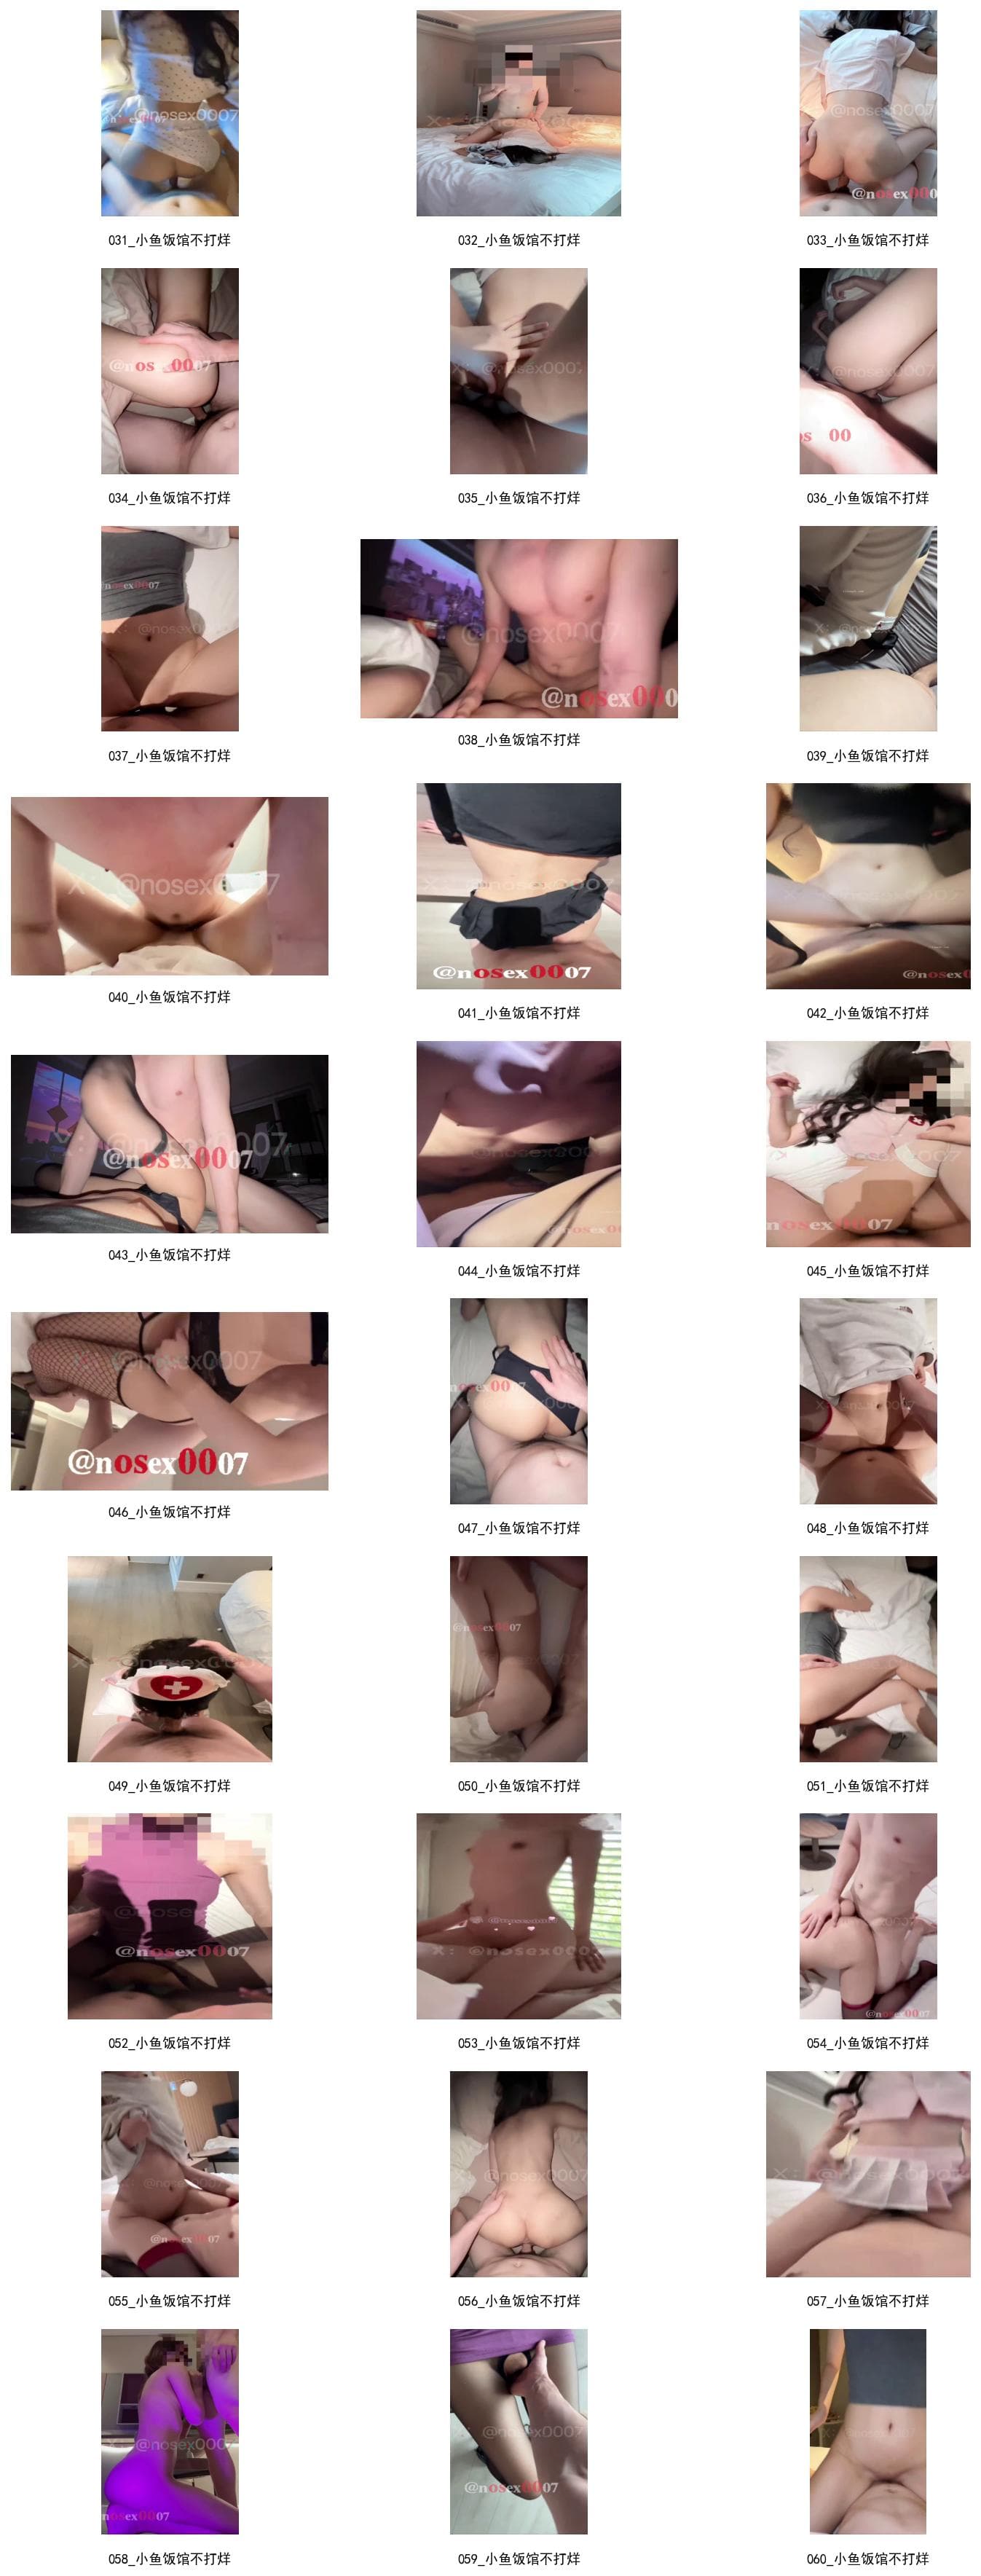 X: @nosex0007
nosex0007
031_小鱼饭馆不打烊
X: @nosex0007
032_小鱼饭馆不打烊
@nosex0007
@nosex000
033_小鱼饭馆不打烊
@nosex0007
034_小鱼饭馆不打烊
X: @nosex0007
035_小鱼饭馆不打烊
X: @nosex0007
os 00
036_小鱼饭馆不打烊
nosex0007
X: @nosex0007
037_小鱼饭馆不打烊
@nosex0007
@nosex000
038_小鱼饭馆不打烊
X: @nosex0007
039_小鱼饭馆不打烊
X: @nosex0007
040_小鱼饭馆不打烊
X: @nosex0007
@nosex0007
041_小鱼饭馆不打烊
X: @nosex0007
@nosex0
042_小鱼饭馆不打烊
X: @nosex0007
@nosex0007
043_小鱼饭馆不打烊
@nosex0007
@nosex00
044_小鱼饭馆不打烊
@nosex0007
nosex0007
045_小鱼饭馆不打烊
X: @nosex0007
@nosex0007
046_小鱼饭馆不打烊
nosex0007
X: @nosex0007
047_小鱼饭馆不打烊
X: @nosex0007
048_小鱼饭馆不打烊
X: @nosex0007
049_小鱼饭馆不打烊
@nosex0007
050_小鱼饭馆不打烊
051_小鱼饭馆不打烊
X: @nosex
@nosex0007
052_小鱼饭馆不打烊
@nosex0007
X: @nosex0007
053_小鱼饭馆不打烊
@nosex0007
054_小鱼饭馆不打烊
X: @nosex0007
@nosex0007
055_小鱼饭馆不打烊
X: @nosex0007
056_小鱼饭馆不打烊
X: @nosex0007
057_小鱼饭馆不打烊
X: @nosex0007
nosex0007
058_小鱼饭馆不打烊
X: @nosex0007
@nosex0007
059_小鱼饭馆不打烊
X: @nosex0007
060_小鱼饭馆不打烊